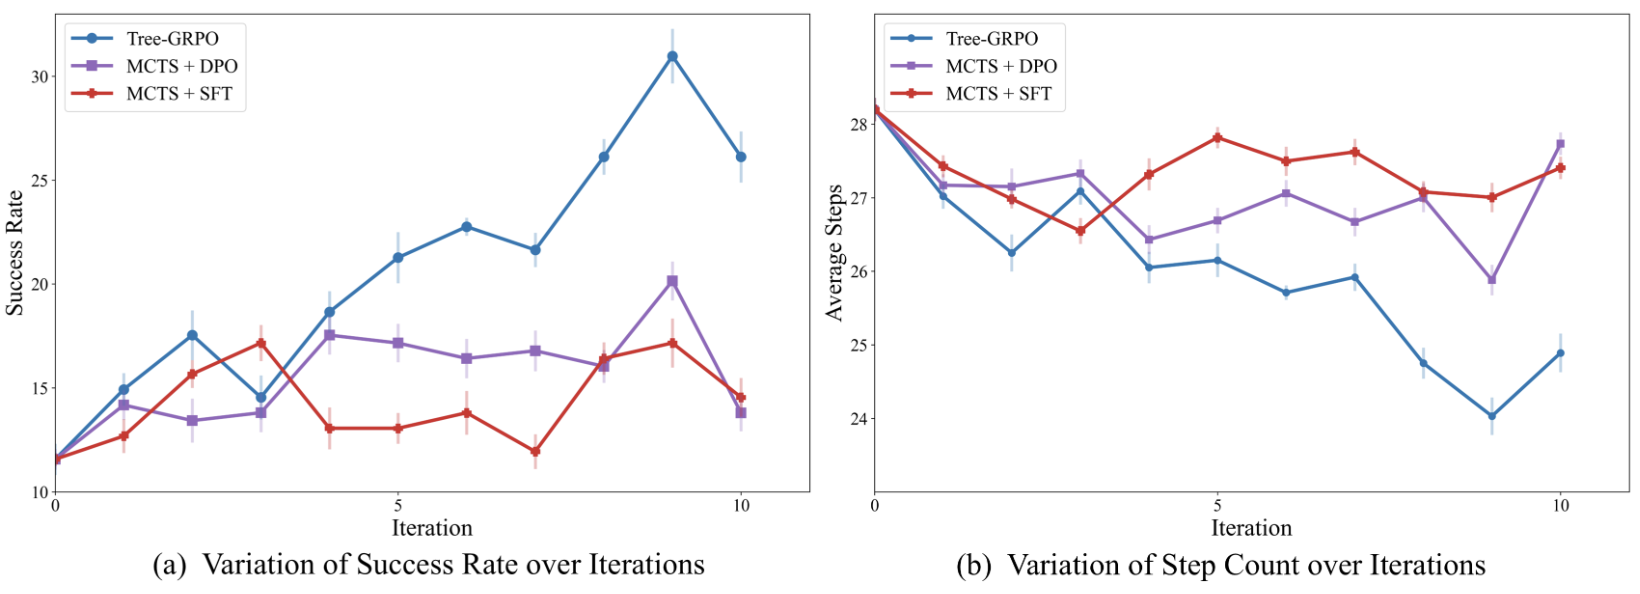 Tree-GRPO
MCTS + DPO
MCTS + SFT
30
25
20
15
10
Success Rate
0
5
10
Iteration
(a) Variation of Success Rate over Iterations
Tree-GRPO
MCTS + DPO
MCTS + SFT
28
27
26
25
24
Average Steps
0
5
10
Iteration
(b) Variation of Step Count over Iterations